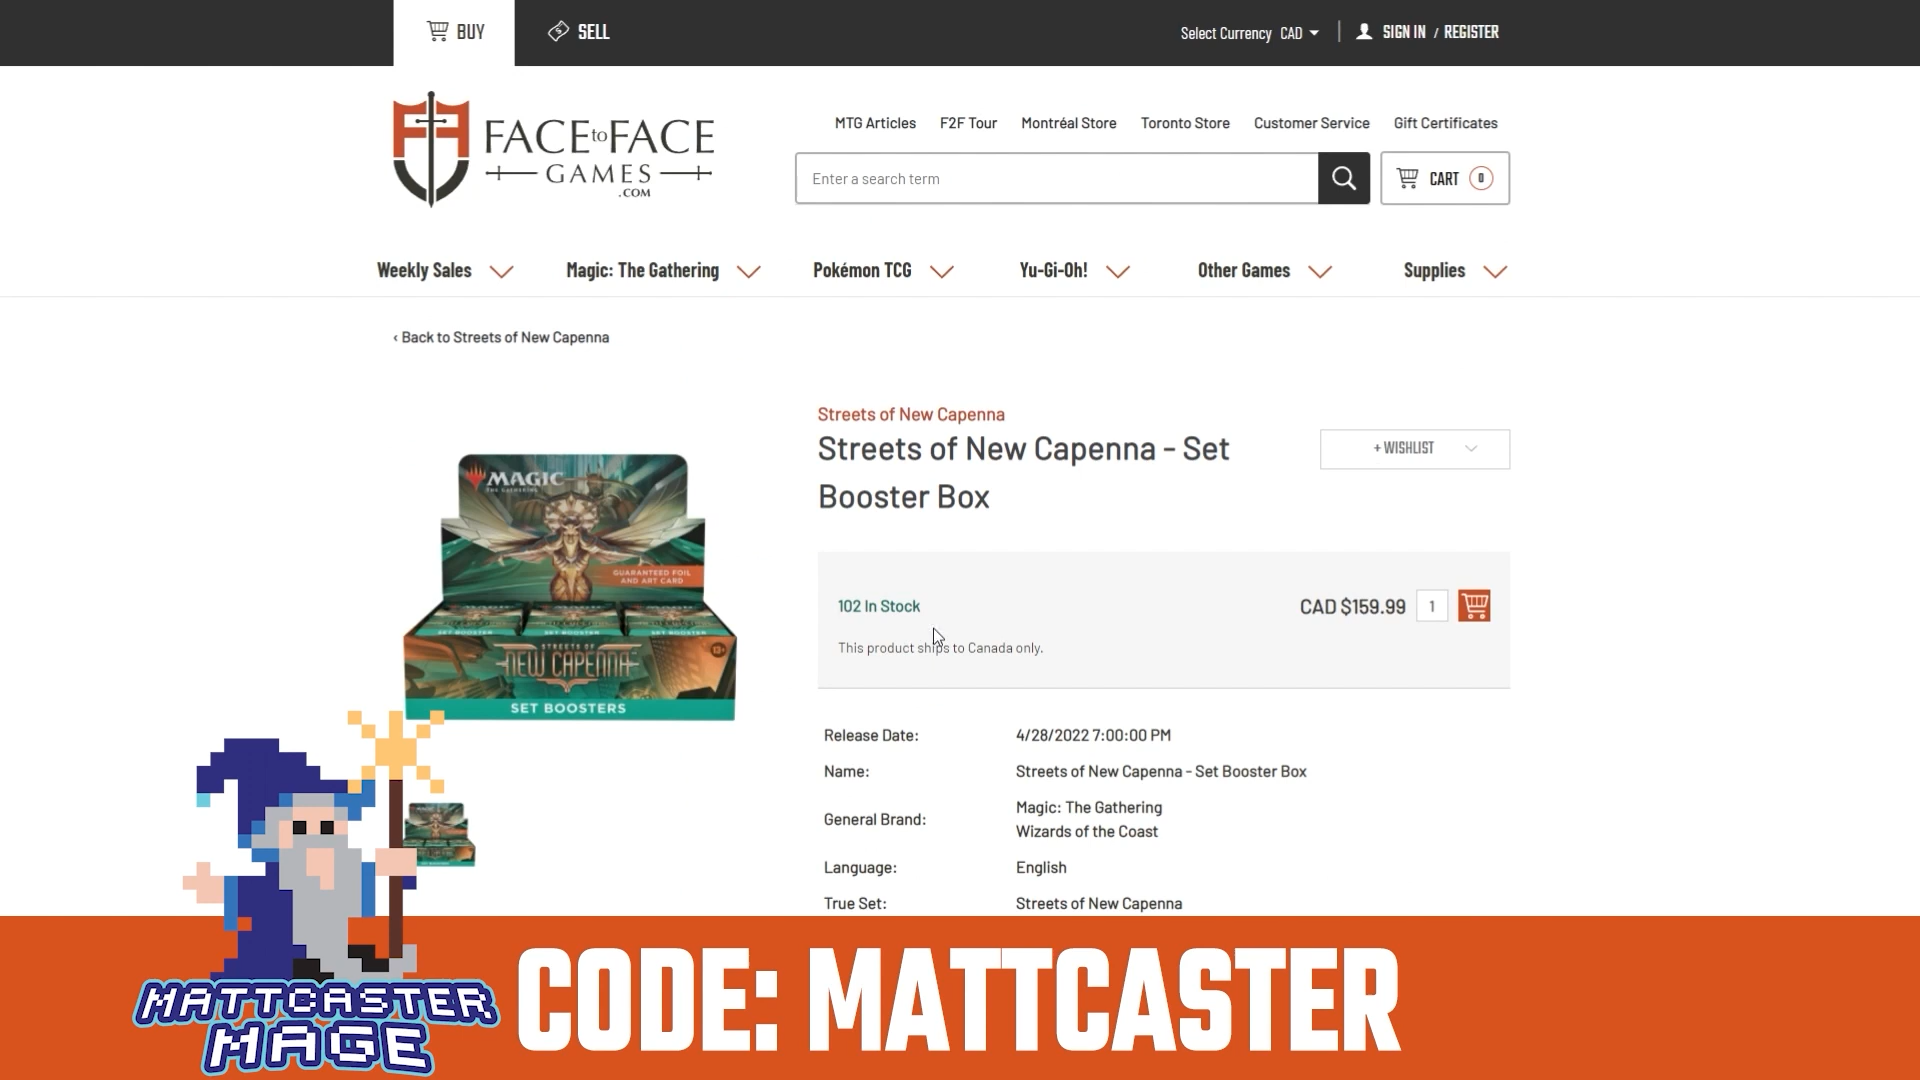 BUY
SELL
Select Currency CAD
SIGN IN / REGISTER
FACE to FACE
GAMES
.COM
MTG Articles
F2F Tour
Montréal Store
Toronto Store
Customer Service
Gift Certificates
Enter a search term
CART 0
Weekly Sales
Magic: The Gathering
Pokémon TCG
Yu-Gi-Oh!
Other Games
Supplies
‹ Back to Streets of New Capenna
Streets of New Capenna
Streets of New Capenna - Set
Booster Box
+ WISHLIST
MAGIC
THE GATHERING
GUARANTEED FOIL
AND ART CARD
SET BOOSTER
SET BOOSTER
SET BOOSTER
STREETS OF
NEW CAPENNA
13+
SET BOOSTERS
102 In Stock
CAD $159.99
1
This product ships to Canada only.
Release Date:
4/28/2022 7:00:00 PM
Name:
Streets of New Capenna - Set Booster Box
General Brand:
Magic: The Gathering
Wizards of the Coast
Language:
English
True Set:
Streets of New Capenna
MATTCASTER
MAGE
CODE: MATTCASTER